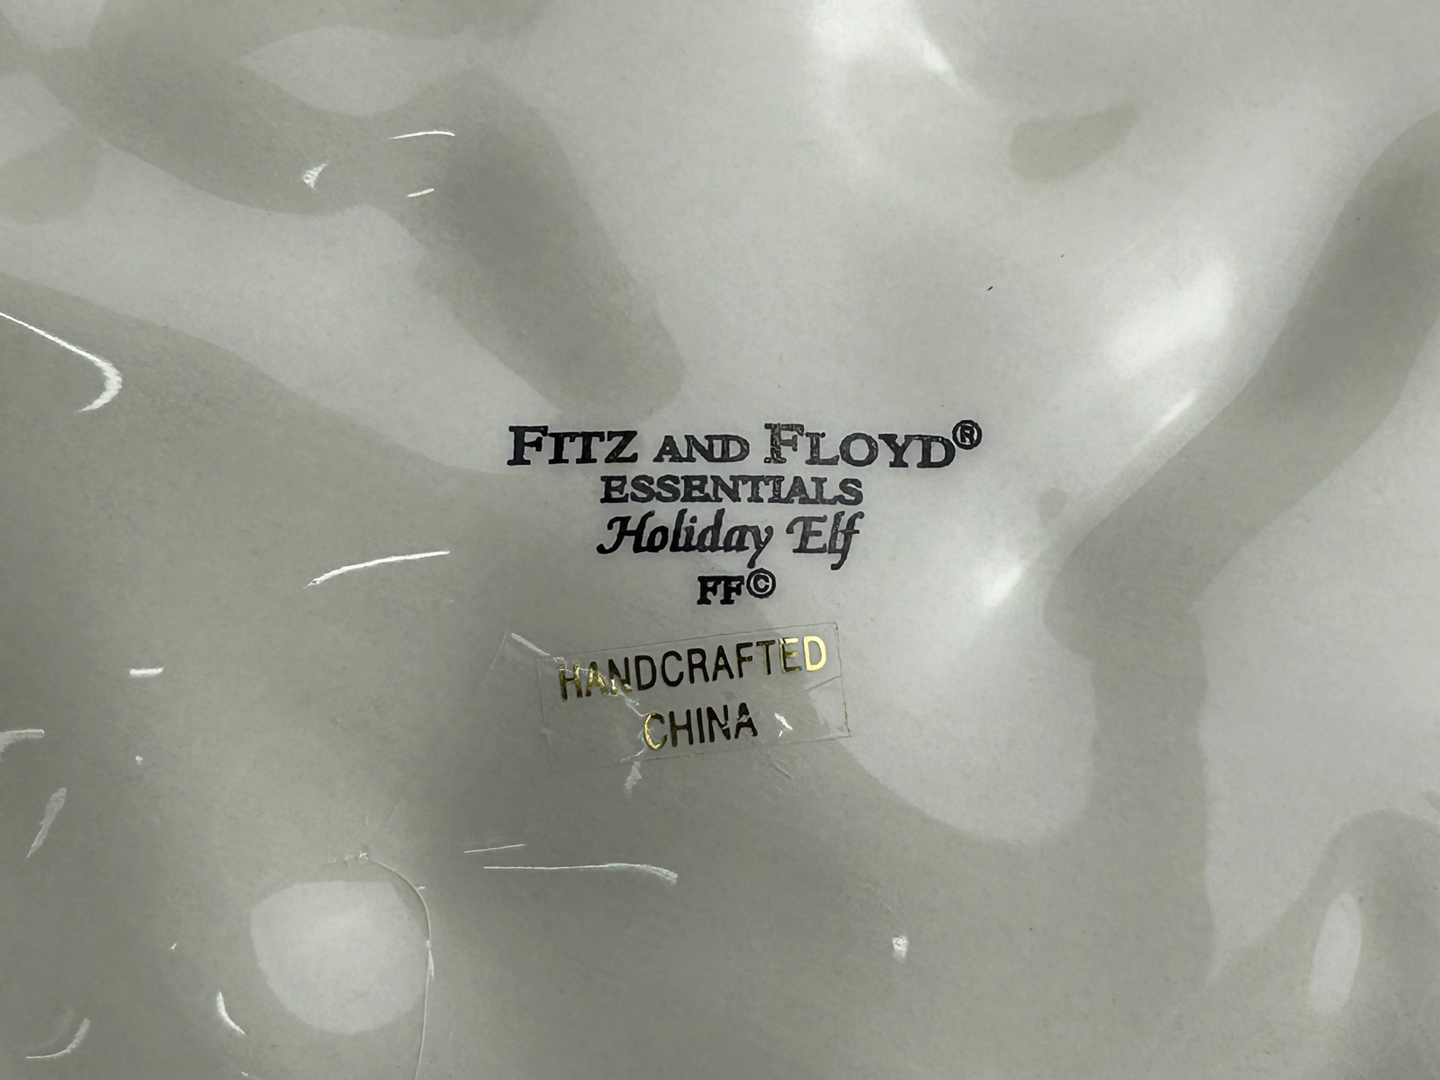 FITZ AND FLOYD®
ESSENTIALS
Holiday Elf
FF©
HANDCRAFTED
CHINA